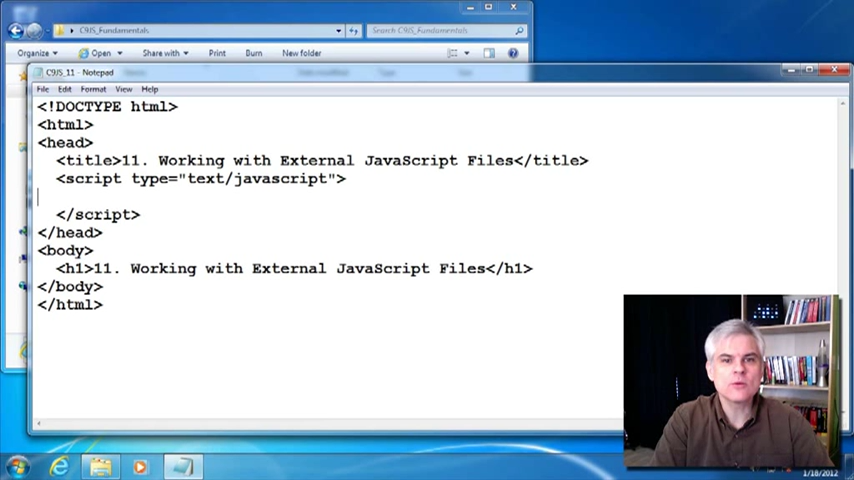 C9JS_Fundamentals
Search C9JS_Fundamentals
Organize
Open
Share with
Print
Burn
New folder
C9JS_11 - Notepad
File Edit Format View Help
<!DOCTYPE html>
<html>
<head>
<title>11. Working with External JavaScript Files</title>
<script type="text/javascript">
</script>
</head>
<body>
<h1>11. Working with External JavaScript Files</h1>
</body>
</html>
1/18/2012